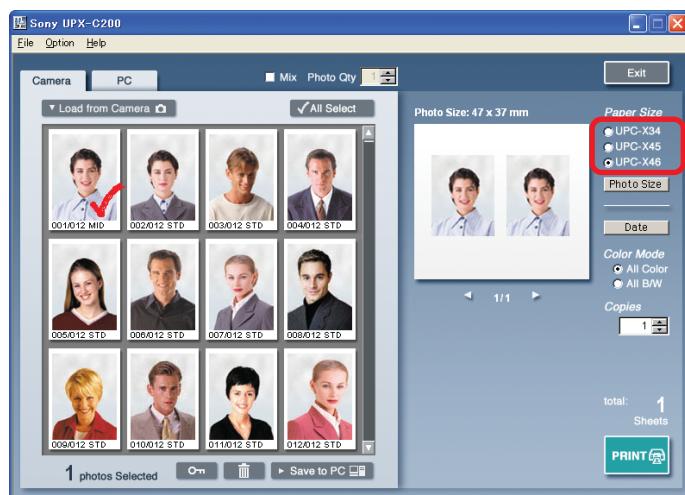 Sony UPX-C200
File Option Help
Camera PC Mix Photo Qty 1 Exit
Load from Camera All Select
Photo Size: 47 x 37 mm
Paper Size
UPC-X34
UPC-X45
UPC-X46
Photo Size
001/012 MID 002/012 STD 003/012 STD 004/012 STD
Date
Color Mode
All Color
All B/W
1/1
Copies
1
005/012 STD 006/012 STD 007/012 STD 008/012 STD
total: 1
Sheets
009/012 STD 010/012 STD 011/012 STD 012/012 STD
PRINT
1 photos Selected Save to PC